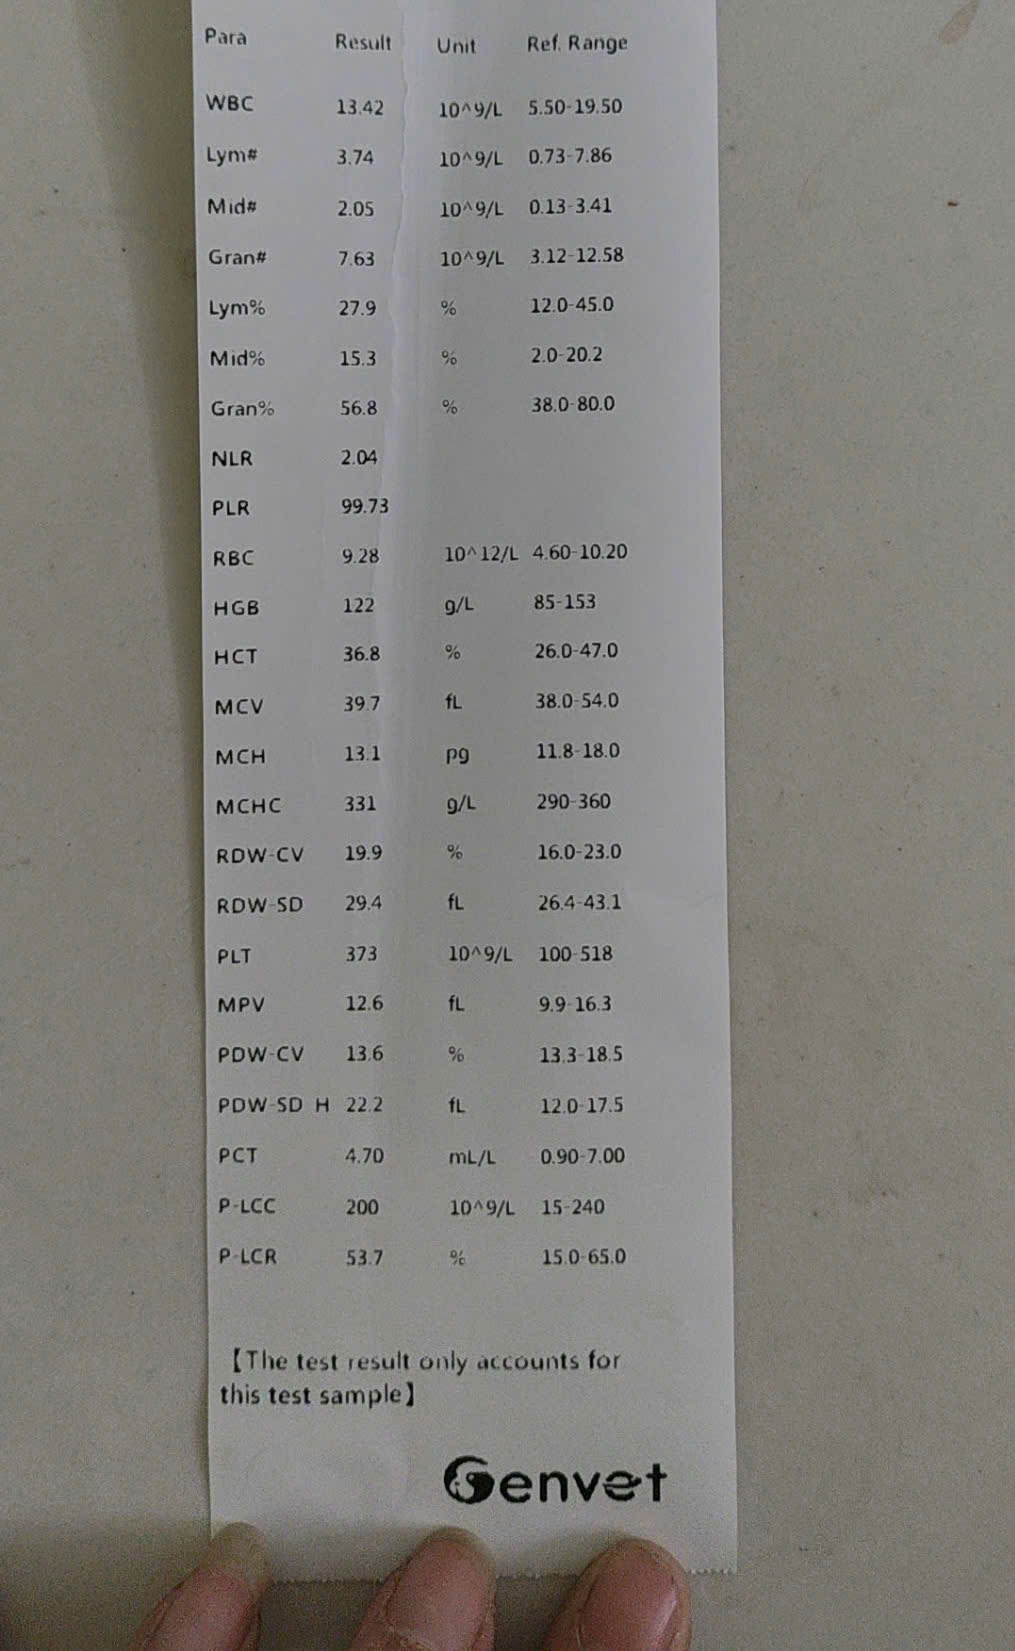 Para Result Unit Ref. Range
WBC 13.42 10^9/L 5.50-19.50
Lym# 3.74 10^9/L 0.73-7.86
Mid# 2.05 10^9/L 0.13-3.41
Gran# 7.63 10^9/L 3.12-12.58
Lym% 27.9 % 12.0-45.0
Mid% 15.3 % 2.0-20.2
Gran% 56.8 % 38.0-80.0
NLR 2.04
PLR 99.73
RBC 9.28 10^12/L 4.60-10.20
HGB 122 g/L 85-153
HCT 36.8 % 26.0-47.0
MCV 39.7 fL 38.0-54.0
MCH 13.1 pg 11.8-18.0
MCHC 331 g/L 290-360
RDW-CV 19.9 % 16.0-23.0
RDW-SD 29.4 fL 26.4-43.1
PLT 373 10^9/L 100-518
MPV 12.6 fL 9.9-16.3
PDW-CV 13.6 % 13.3-18.5
PDW-SD H 22.2 fL 12.0-17.5
PCT 4.70 mL/L 0.90-7.00
P-LCC 200 10^9/L 15-240
P-LCR 53.7 % 15.0-65.0
【The test result only accounts for
this test sample】
Genvet